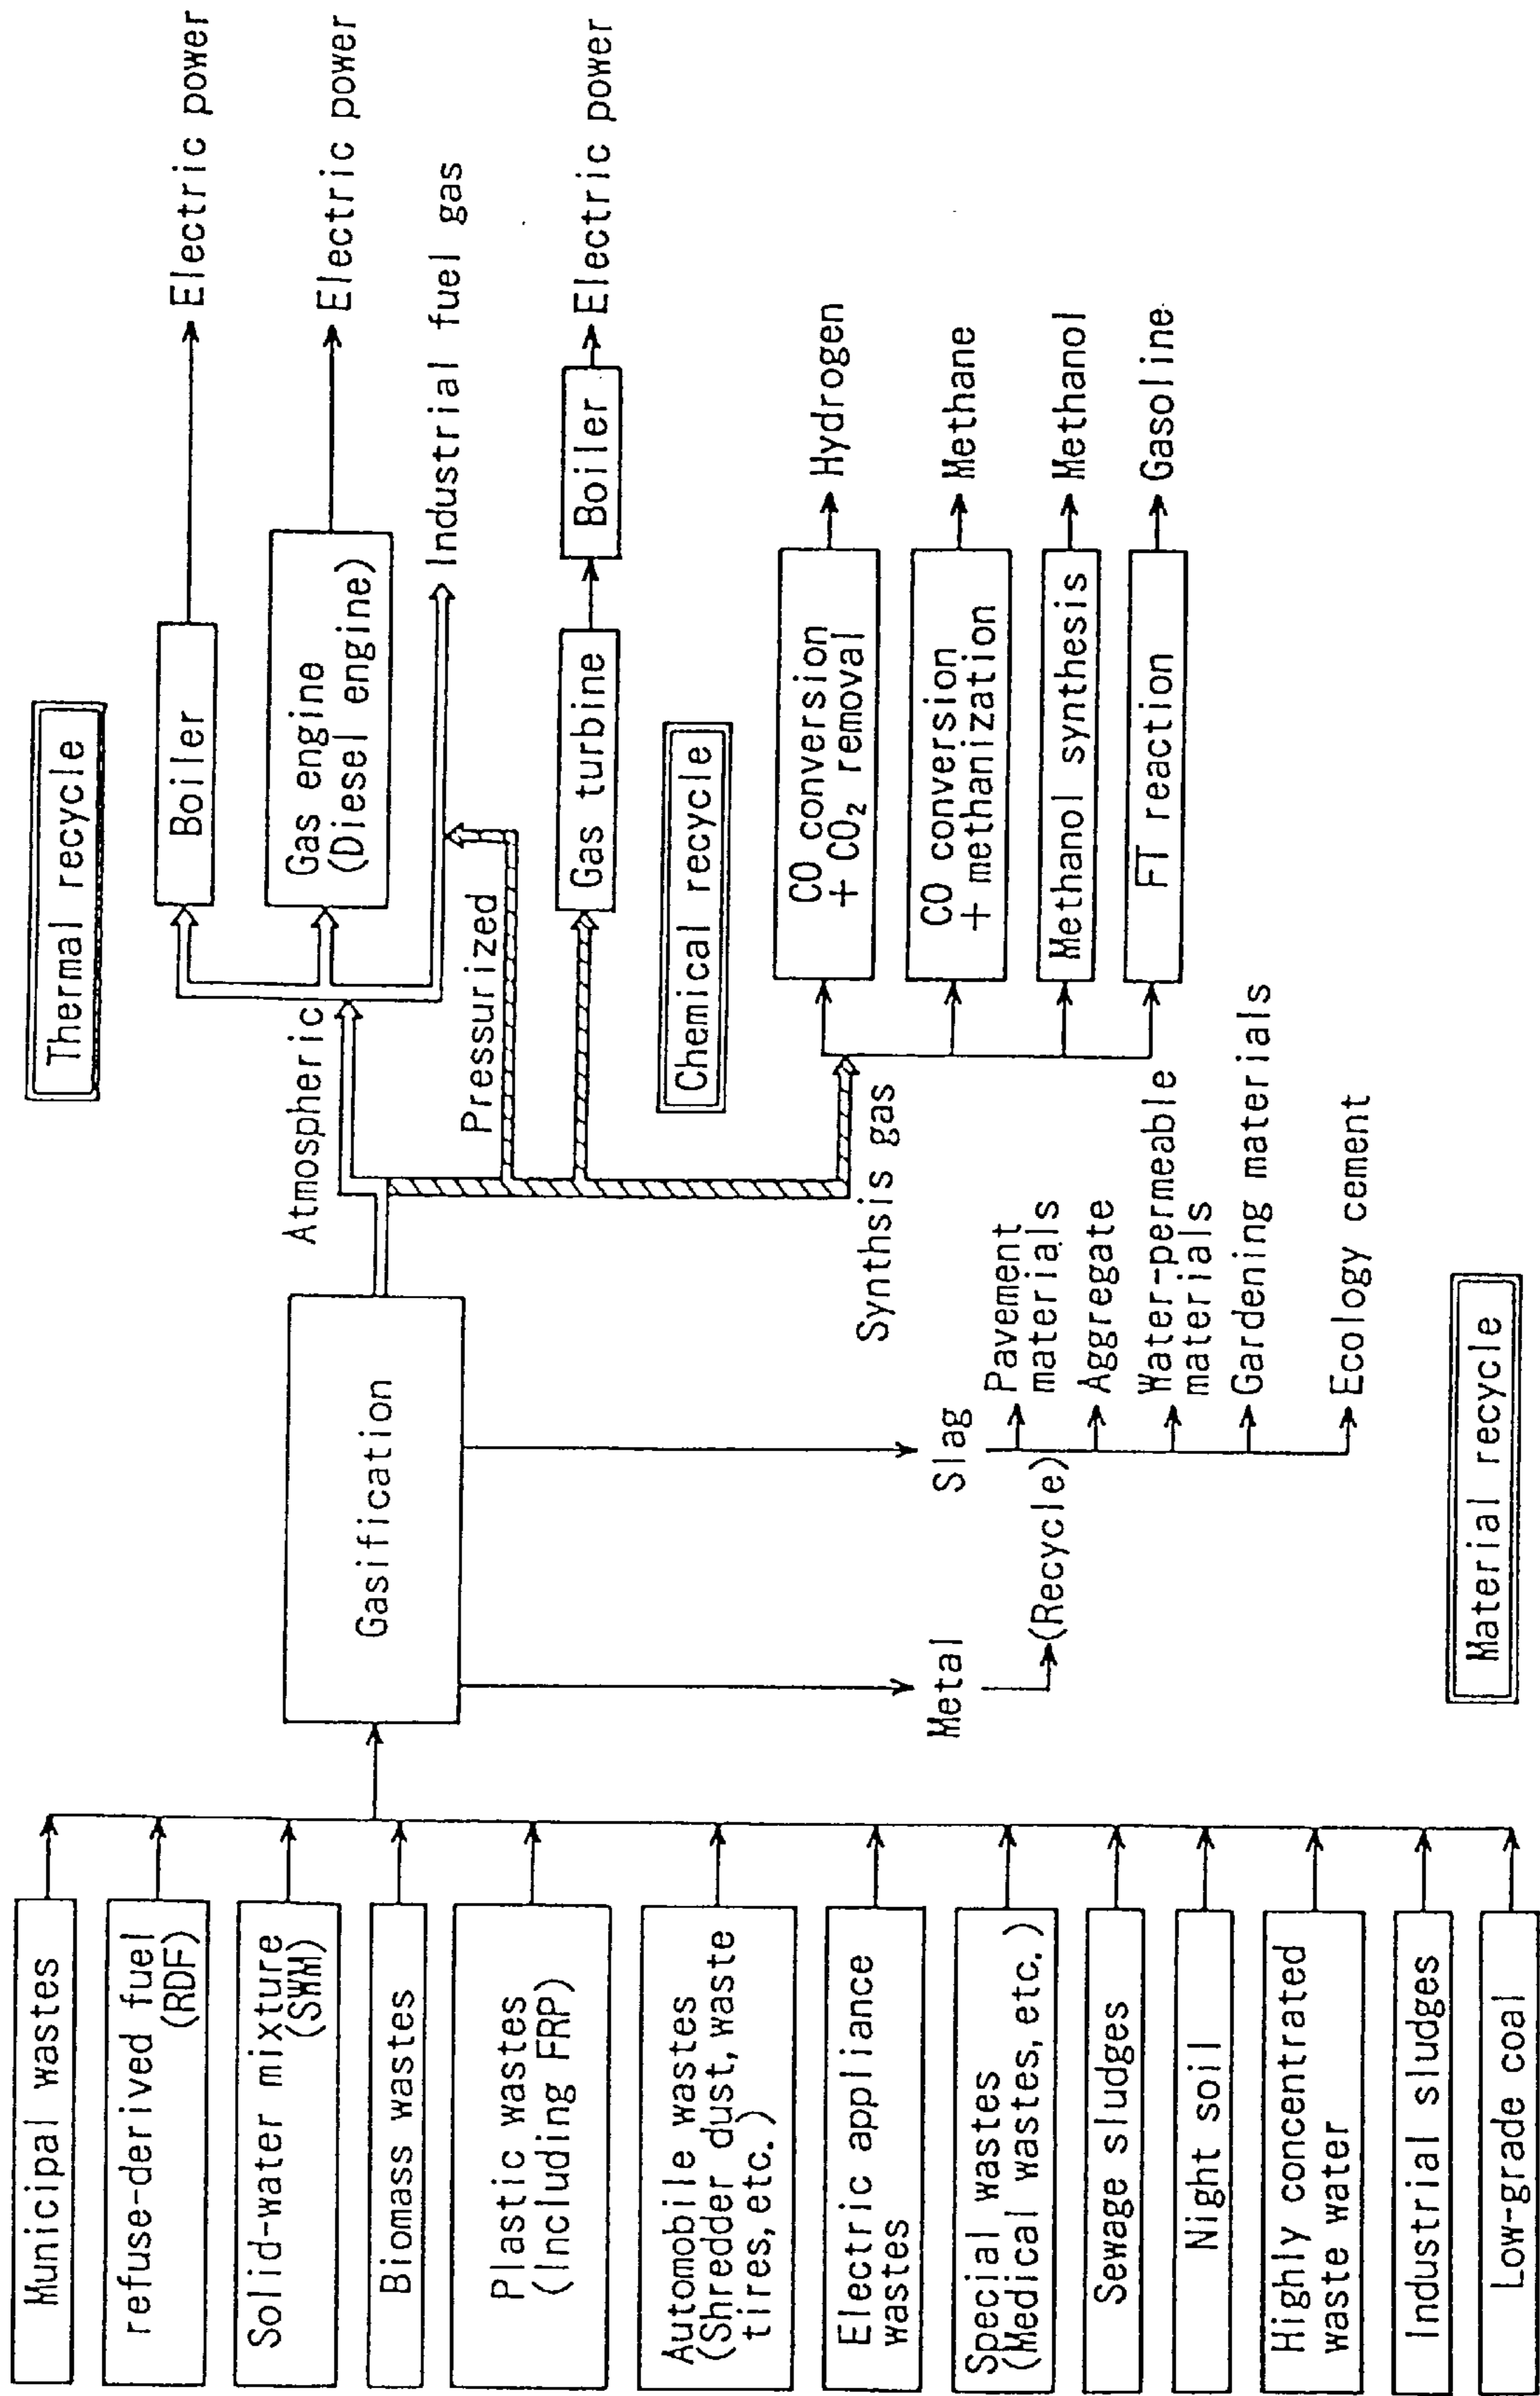 Municipal wastes
refuse-derived fuel
(RDF)
Solid-water mixture
(SWM)
Biomass wastes
Plastic wastes
(Including FRP)
Automobile wastes
(Shredder dust, waste
tires, etc.)
Electric appliance
wastes
Special wastes
(Medical wastes, etc.)
Sewage sludges
Night soil
Highly concentrated
waste water
Industrial sludges
Low-grade coal
Gasification
Metal
(Recycle)
Slag
Pavement
materials
Aggregate
Water-permeable
materials
Gardening materials
Ecology cement
Material recycle
Thermal recycle
Atmospheric
Boiler
Electric power
Gas engine
(Diesel engine)
Electric power
Industrial fuel gas
Pressurized
Gas turbine
Boiler
Electric power
Chemical recycle
Synthsis gas
CO conversion
+ CO₂ removal
Hydrogen
CO conversion
+ methanization
Methane
Methanol synthesis
Methanol
FT reaction
Gasoline